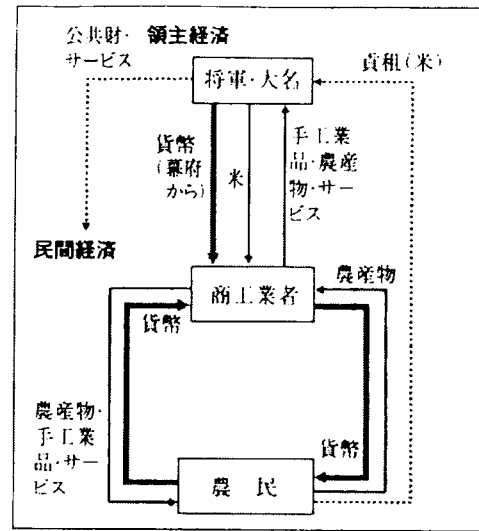 公共財・領主経済
サービス
貢租(米)
将軍・大名
貨幣
(幕府
から)
米
手工業
品・農産
物・サー
ビス
民間経済
農産物
商工業者
貨幣
農産物・
手工業
品・サー
ビス
貨幣
農民